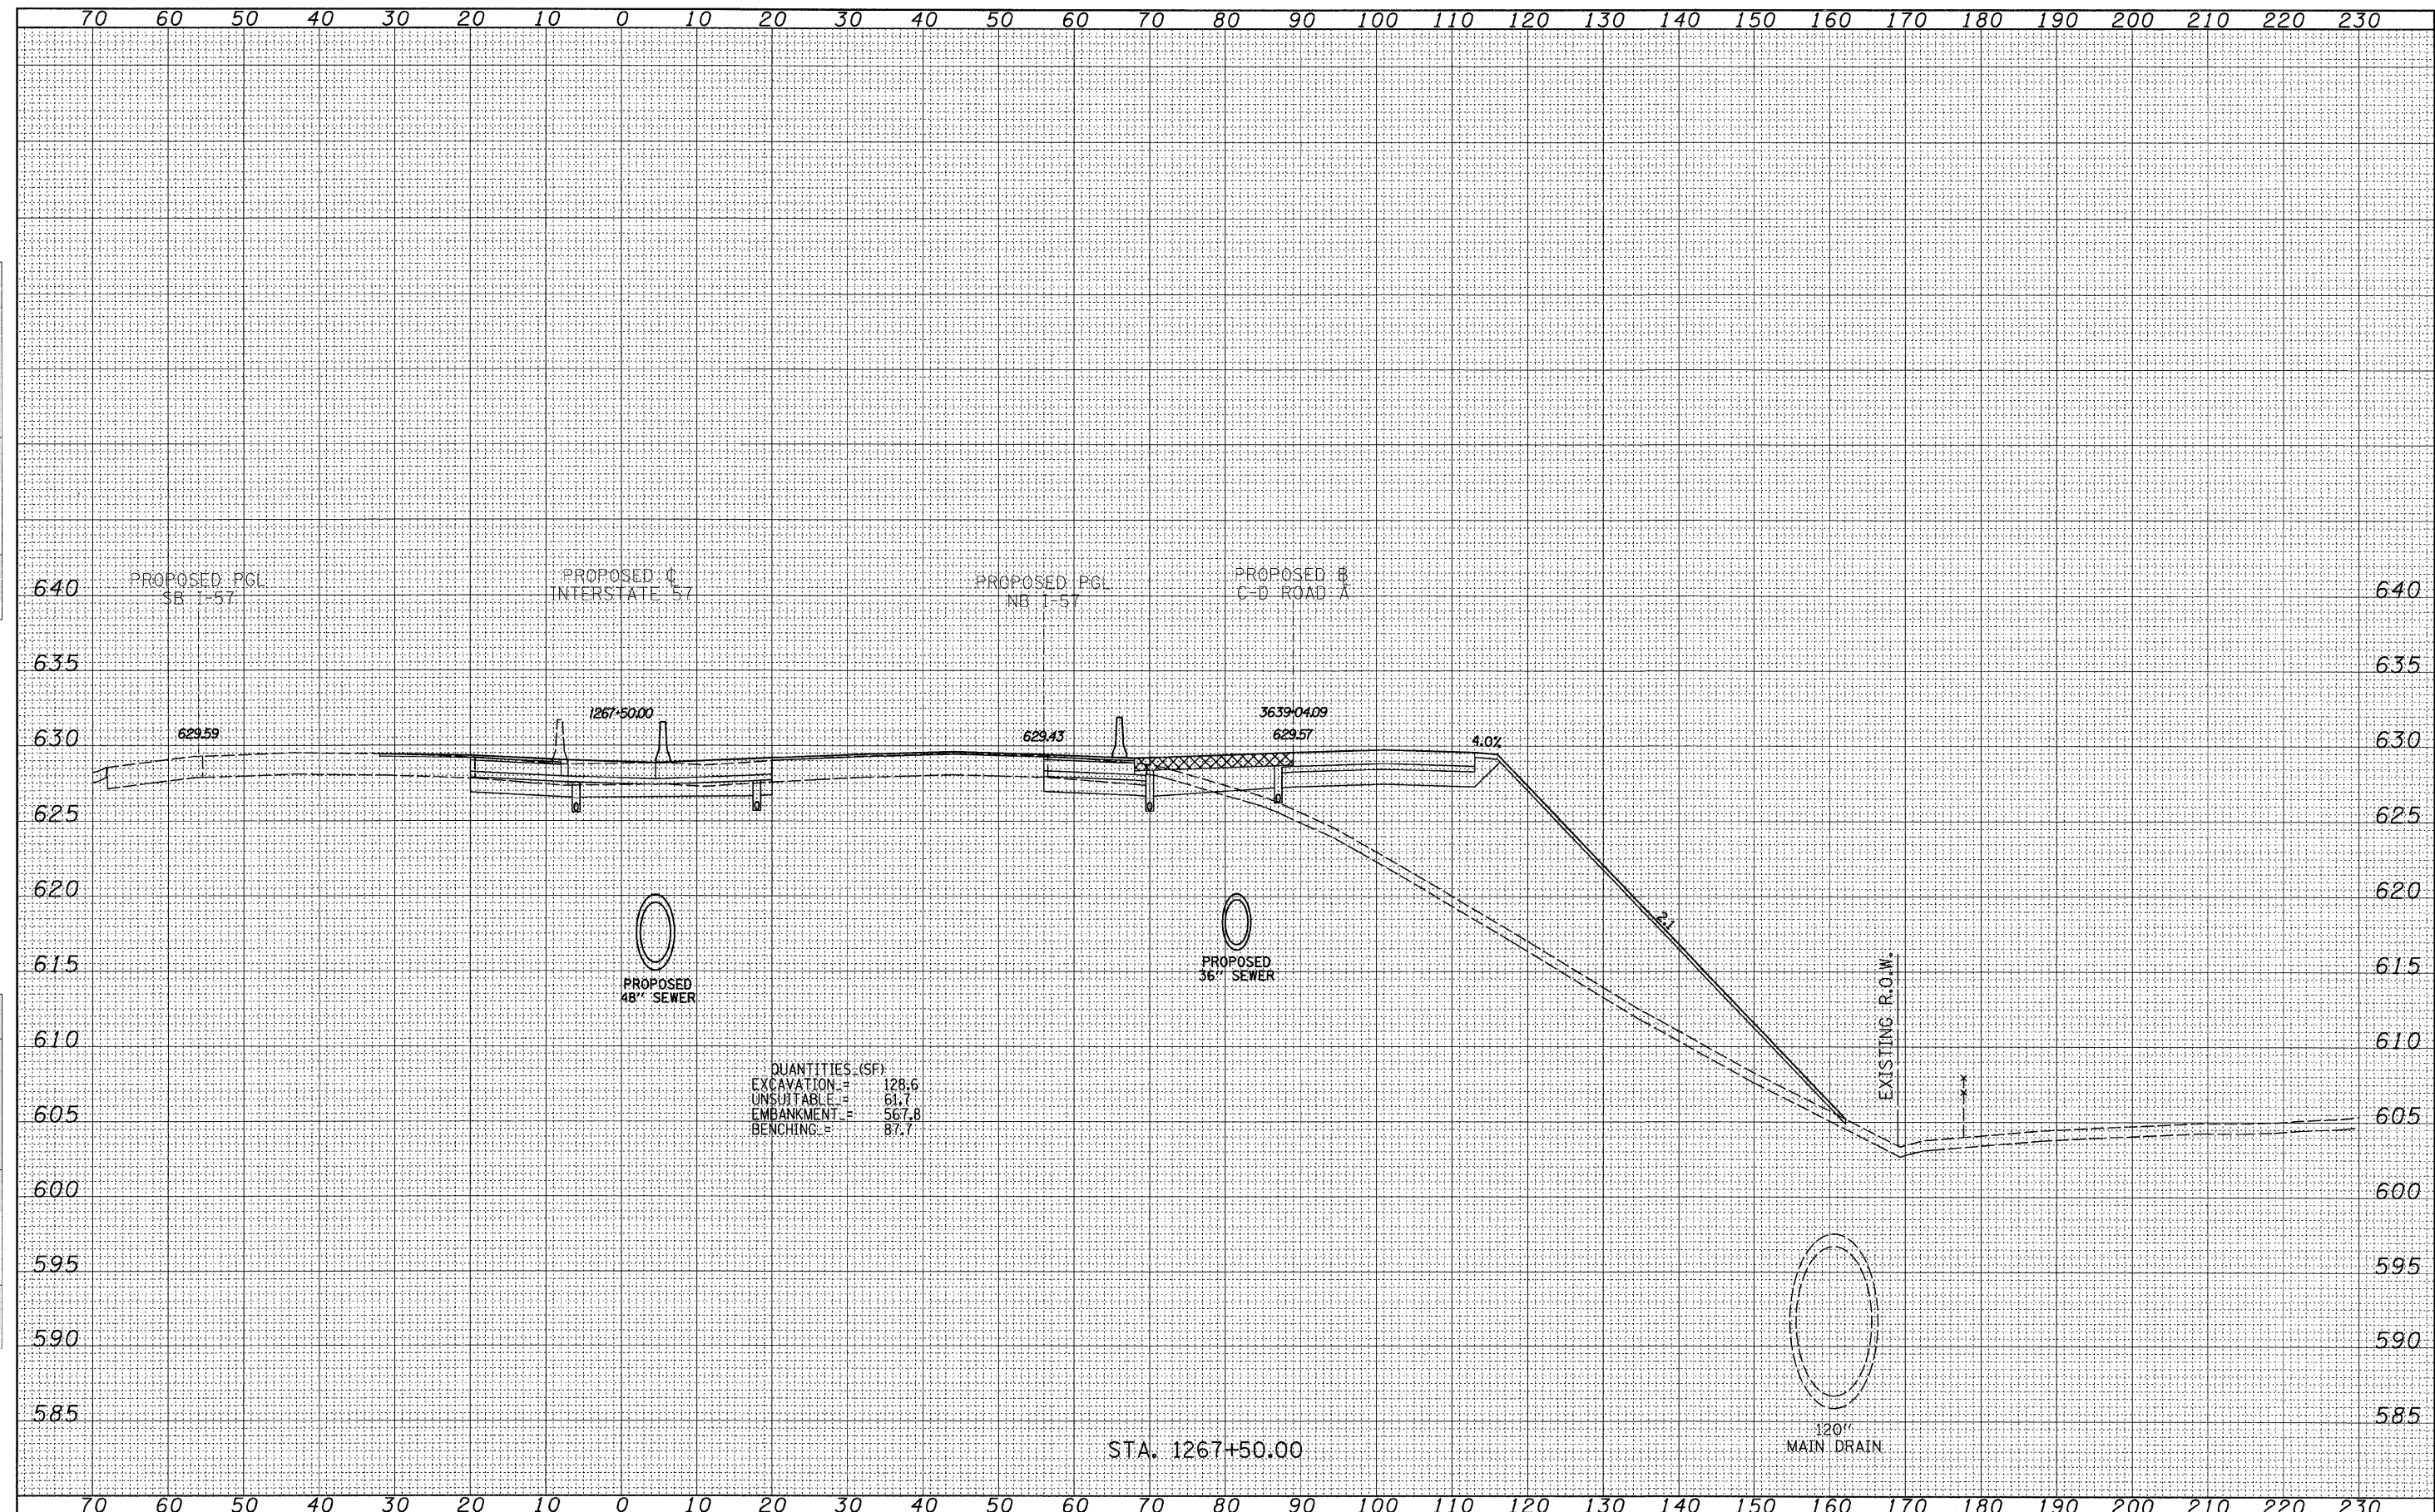 70 60 50 40 30 20 10 0 10 20 30 40 50 60 70 80 90 100 110 120 130 140 150 160 170 180 190 200 210 220 230
PROPOSED PGL
SB I-57
PROPOSED ℄
INTERSTATE 57
PROPOSED PGL
NB I-57
PROPOSED B
C-D ROAD A
640 640
635 635
1267+50.00
3639+04.09
629.59
629.43
629.57
4.0%
630 630
625 625
620 620
2:1
615 615
PROPOSED
48" SEWER
PROPOSED
36" SEWER
EXISTING R.O.W.
610 610
QUANTITIES (SF)
EXCAVATION = 128.6
UNSUITABLE = 61.7
EMBANKMENT = 567.8
BENCHING = 87.7
605 605
600 600
595 595
590 590
585 585
120"
MAIN DRAIN
STA. 1267+50.00
70 60 50 40 30 20 10 0 10 20 30 40 50 60 70 80 90 100 110 120 130 140 150 160 170 180 190 200 210 220 230